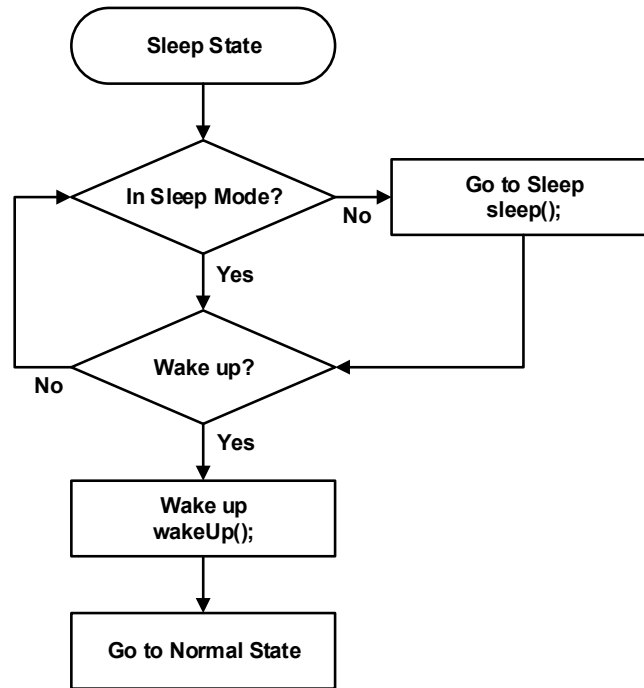 Sleep State
In Sleep Mode?
No
Go to Sleep
sleep();
Yes
Wake up?
No
Yes
Wake up
wakeUp();
Go to Normal State